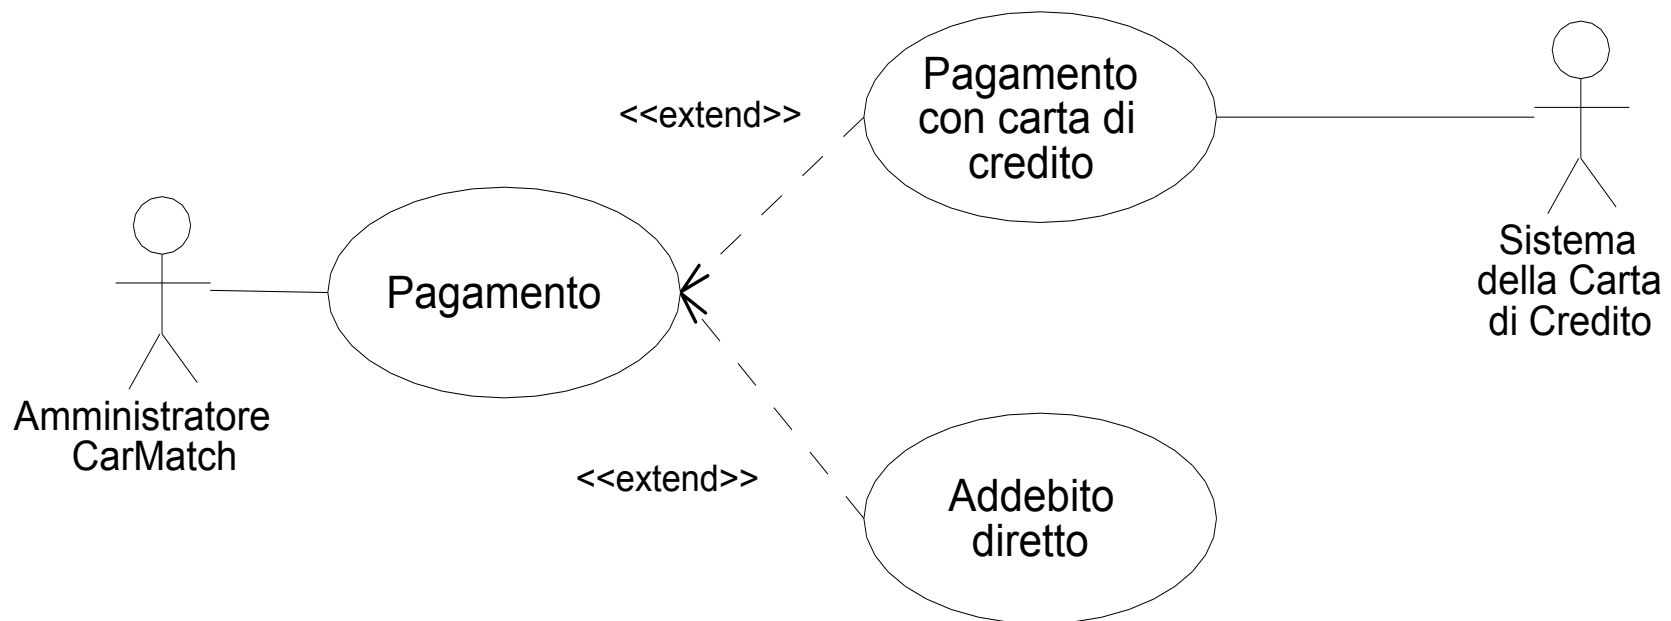 Pagamento
con carta di
credito
<<extend>>
Sistema
della Carta
di Credito
Pagamento
Amministratore
CarMatch
<<extend>>
Addebito
diretto